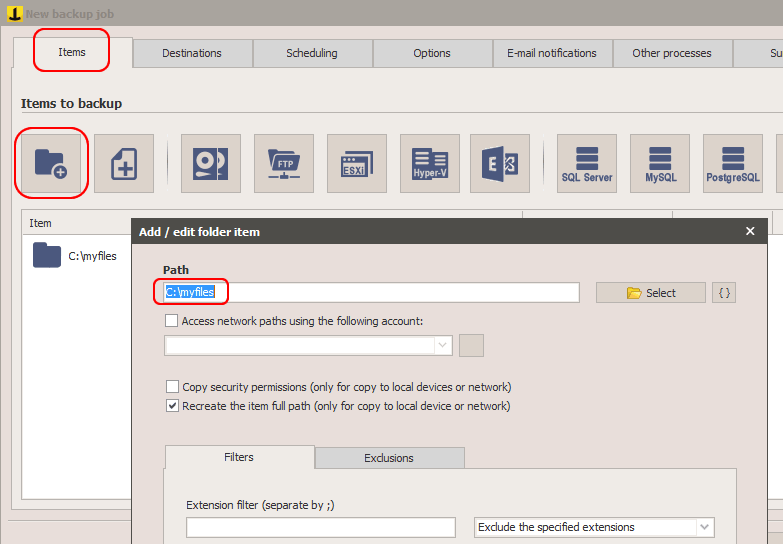 New backup job
Items Destinations Scheduling Options E-mail notifications Other processes Su
Items to backup
FTP ESXi Hyper-V E X SQL Server MySQL PostgreSQL
Item
C:\myfiles
Add / edit folder item
Path
C:\myfiles Select { }
Access network paths using the following account:
Copy security permissions (only for copy to local devices or network)
Recreate the item full path (only for copy to local device or network)
Filters Exclusions
Extension filter (separate by ;)
Exclude the specified extensions